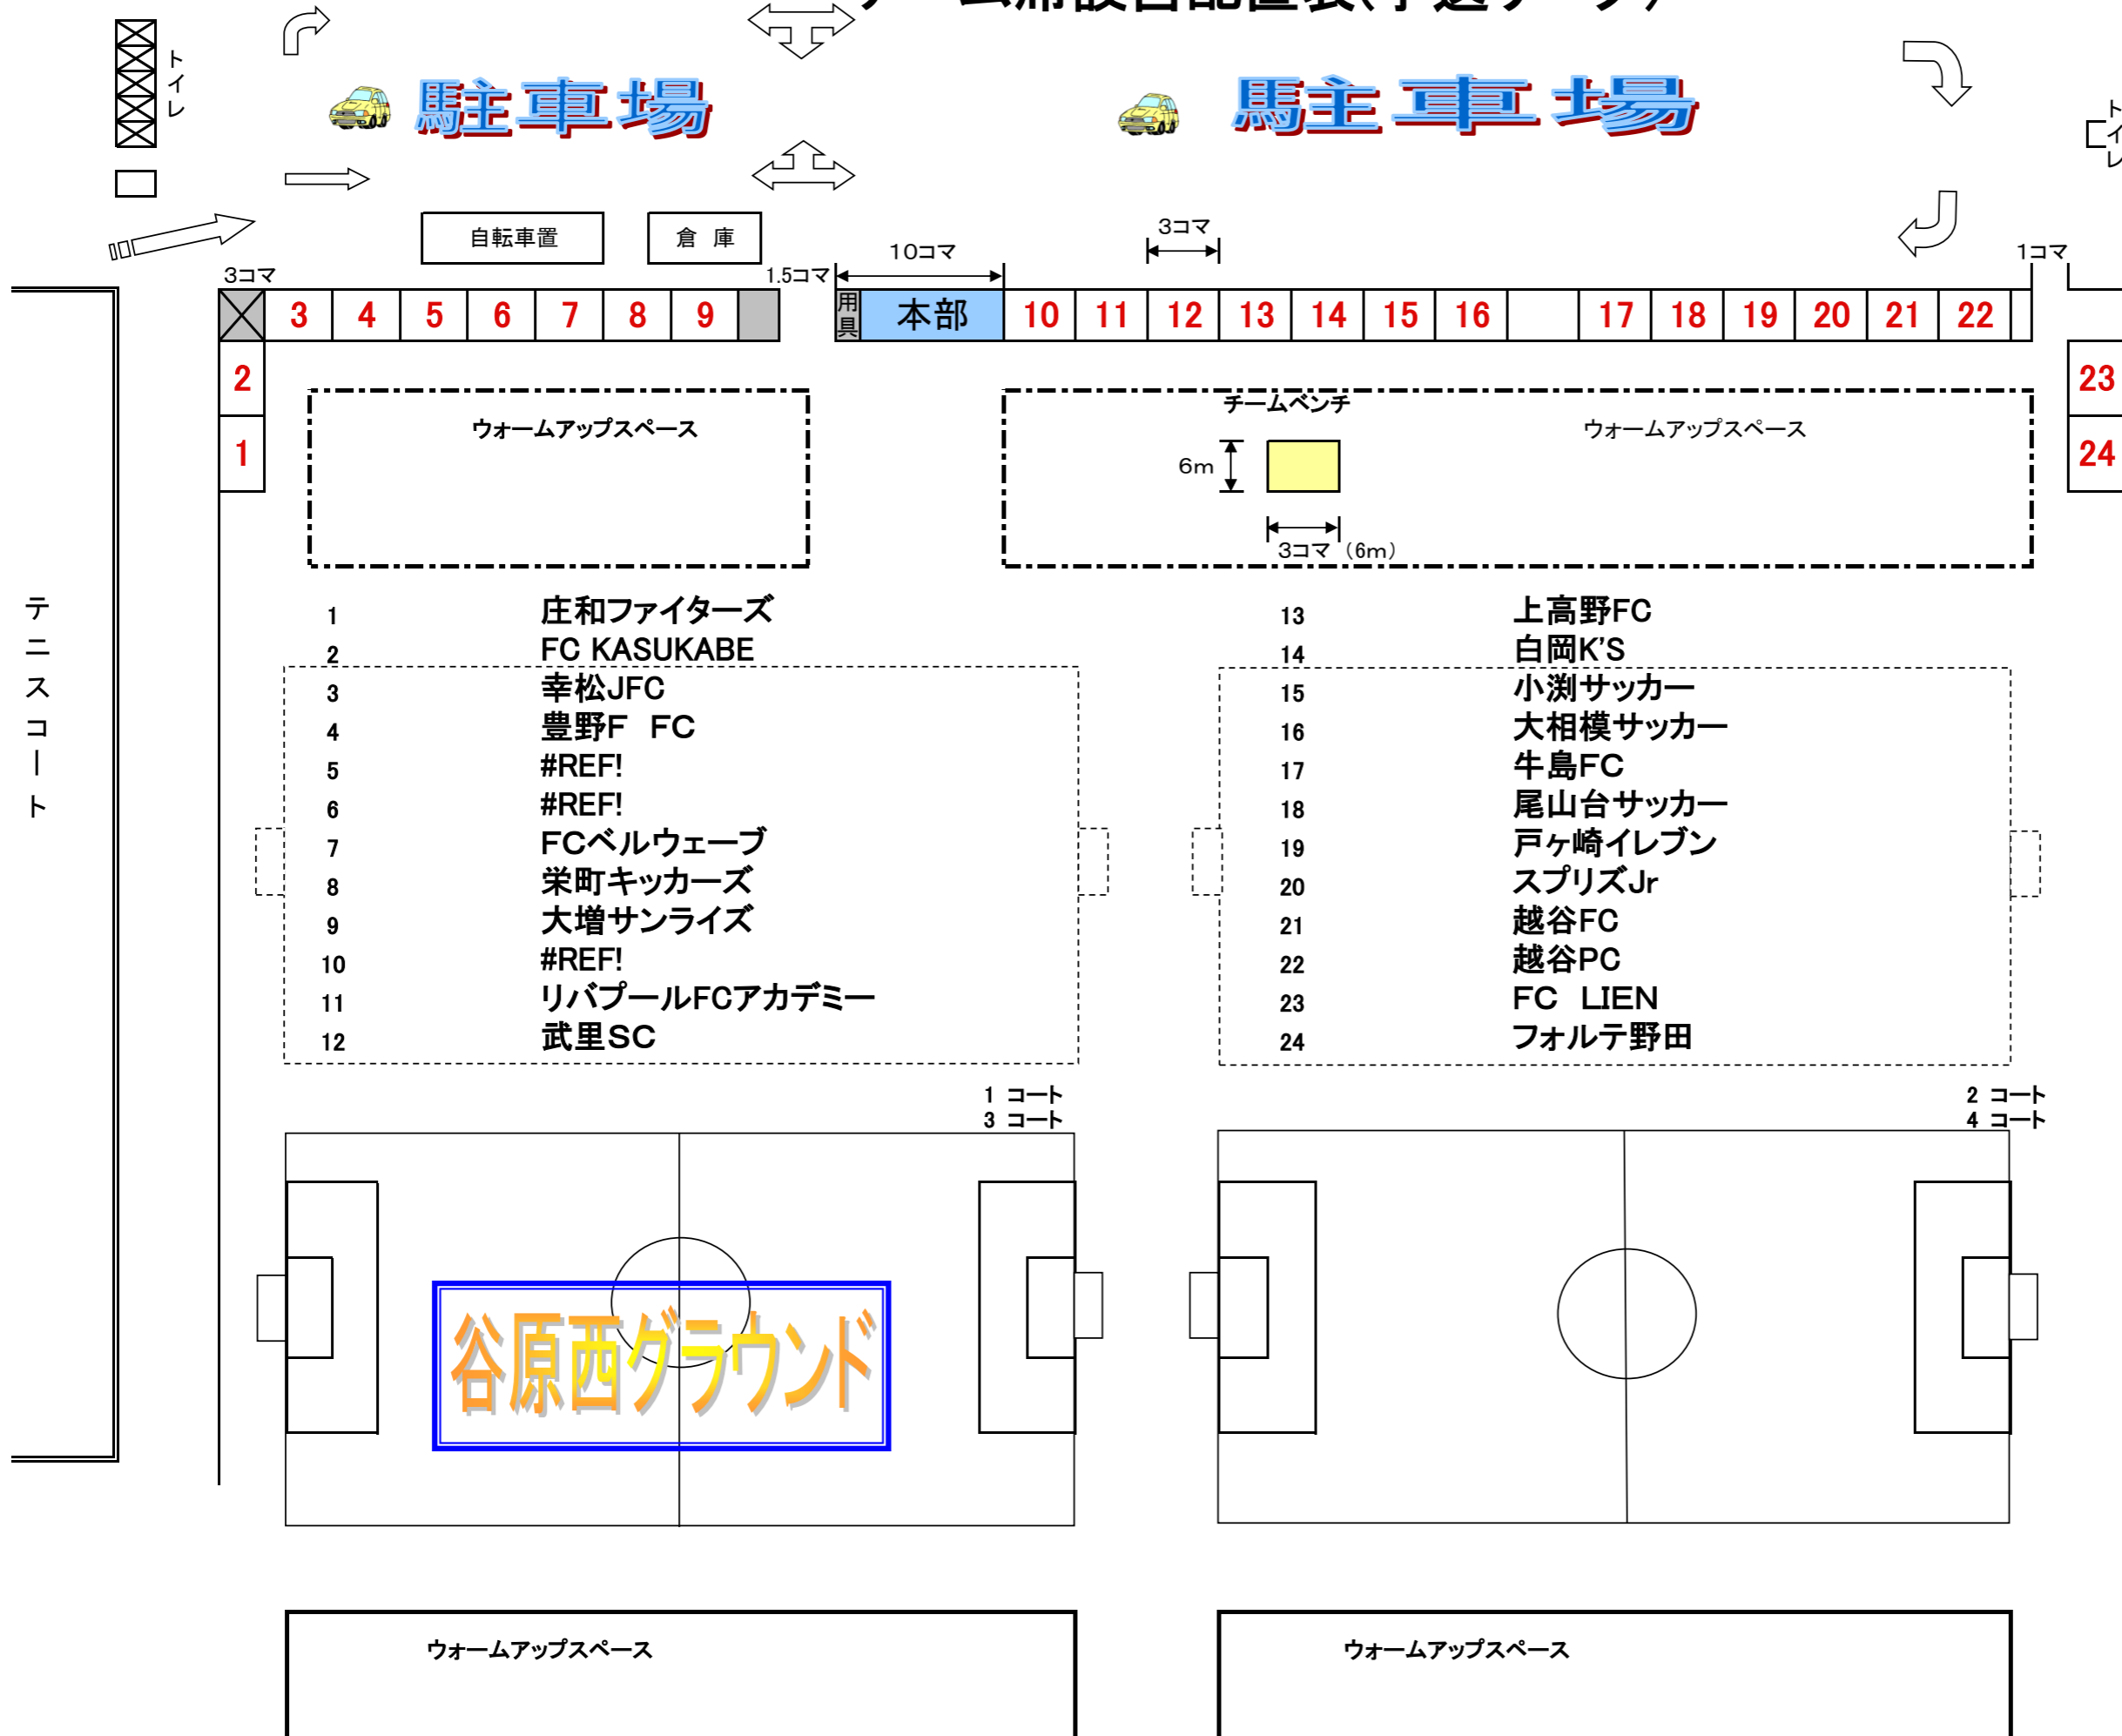 トイレ
駐車場
駐車場
トイレ
自転車置
倉 庫
3コマ
10コマ
3コマ
1.5コマ
1コマ
3 4 5 6 7 8 9
用具 本部 10 11 12 13 14 15 16 17 18 19 20 21 22
2
1
23
24
ウォームアップスペース
チームベンチ
ウォームアップスペース
6m
3コマ（6m）
テニスコート
1 庄和ファイターズ
2 FC KASUKABE
3 幸松JFC
4 豊野F FC
5 #REF!
6 #REF!
7 FCベルウェーブ
8 栄町キッカーズ
9 大増サンライズ
10 #REF!
11 リバプールFCアカデミー
12 武里SC
13 上高野FC
14 白岡K'S
15 小渕サッカー
16 大相模サッカー
17 牛島FC
18 尾山台サッカー
19 戸ヶ崎イレブン
20 スプリズJr
21 越谷FC
22 越谷PC
23 FC LIEN
24 フォルテ野田
1 コート
3 コート
2 コート
4 コート
谷原西グラウンド
ウォームアップスペース
ウォームアップスペース